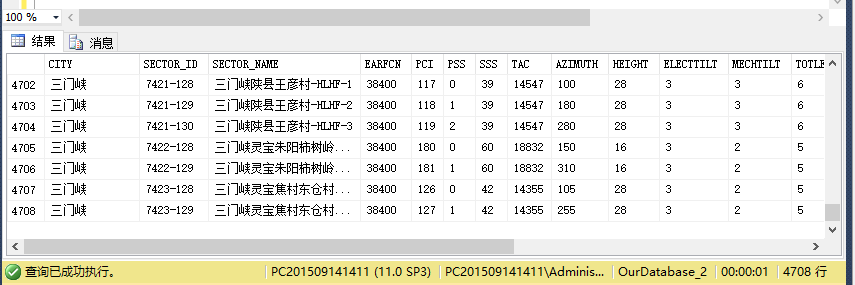 100 %
结果 消息
CITY SECTOR_ID SECTOR_NAME EARFCN PCI PSS SSS TAC AZIMUTH HEIGHT ELECTTILT MECHTILT TOTLE
4702 三门峡 7421-128 三门峡陕县王彦村-HLHF-1 38400 117 0 39 14547 100 28 3 3 6
4703 三门峡 7421-129 三门峡陕县王彦村-HLHF-2 38400 118 1 39 14547 180 28 3 3 6
4704 三门峡 7421-130 三门峡陕县王彦村-HLHF-3 38400 119 2 39 14547 280 28 3 3 6
4705 三门峡 7422-128 三门峡灵宝朱阳柿树岭... 38400 180 0 60 18832 150 16 3 2 5
4706 三门峡 7422-129 三门峡灵宝朱阳柿树岭... 38400 181 1 60 18832 310 16 3 2 5
4707 三门峡 7423-128 三门峡灵宝焦村东仓村... 38400 126 0 42 14355 105 28 3 2 5
4708 三门峡 7423-129 三门峡灵宝焦村东仓村... 38400 127 1 42 14355 255 28 3 2 5
查询已成功执行。 PC201509141411 (11.0 SP3) PC201509141411\Adminis... OurDatabase_2 00:00:01 4708 行